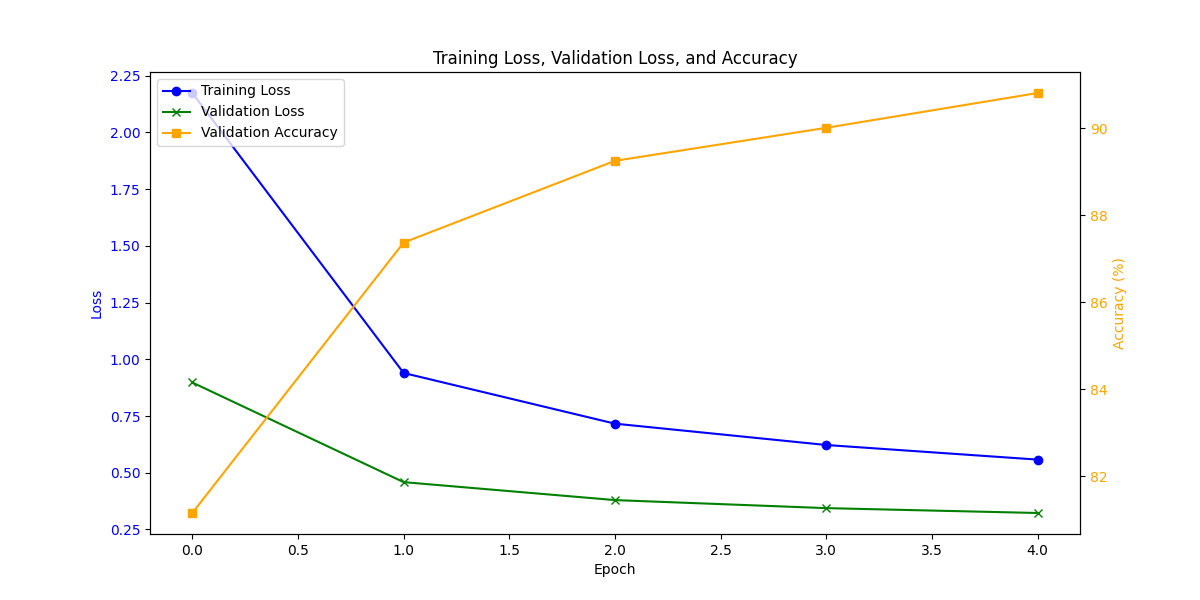 Training Loss, Validation Loss, and Accuracy
Training Loss
Validation Loss
Validation Accuracy
2.25
2.00
1.75
1.50
1.25
1.00
0.75
0.50
0.25
Loss
90
88
86
84
82
Accuracy (%)
0.0 0.5 1.0 1.5 2.0 2.5 3.0 3.5 4.0
Epoch